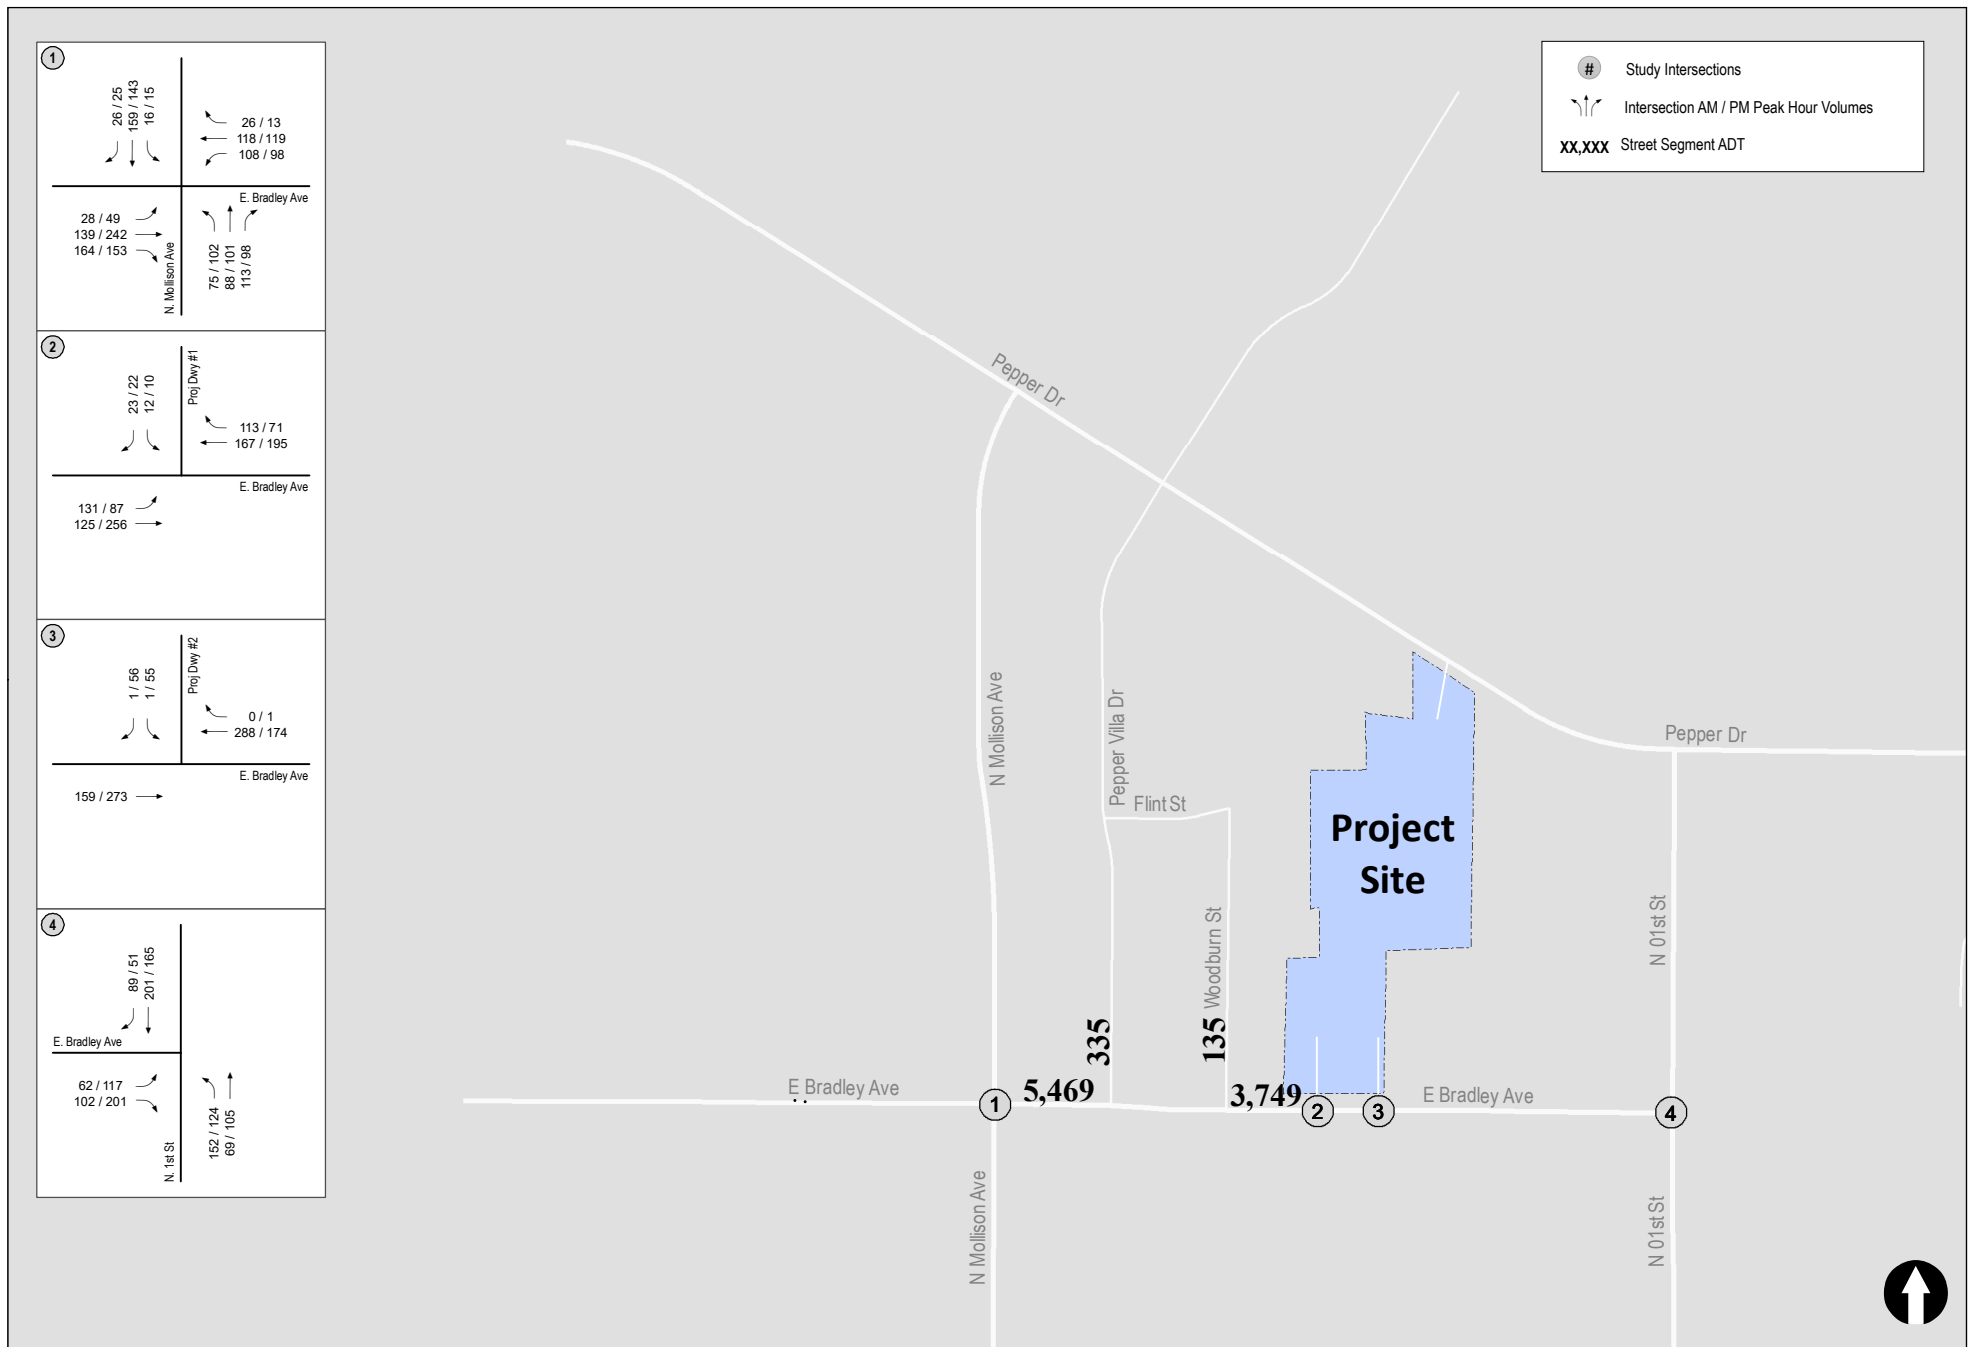 1
26 / 25
159 / 143
16 / 15
26 / 13
118 / 119
108 / 98
E. Bradley Ave
28 / 49
139 / 242
164 / 153
N. Mollison Ave
75 / 102
88 / 101
113 / 98
2
23 / 22
12 / 10
Proj Dwy #1
113 / 71
167 / 195
E. Bradley Ave
131 / 87
125 / 256
3
1 / 56
1 / 55
Proj Dwy #2
0 / 1
288 / 174
E. Bradley Ave
159 / 273
4
89 / 51
201 / 165
E. Bradley Ave
62 / 117
102 / 201
N. 1st St
152 / 124
69 / 105
# Study Intersections
Intersection AM / PM Peak Hour Volumes
XX,XXX Street Segment ADT
Pepper Dr
N Mollison Ave
Pepper Villa Dr
Flint St
Woodburn St
Project
Site
Pepper Dr
N 01st St
335
135
E Bradley Ave
1
5,469
3,749
2
3
E Bradley Ave
4
N Mollison Ave
N 01st St